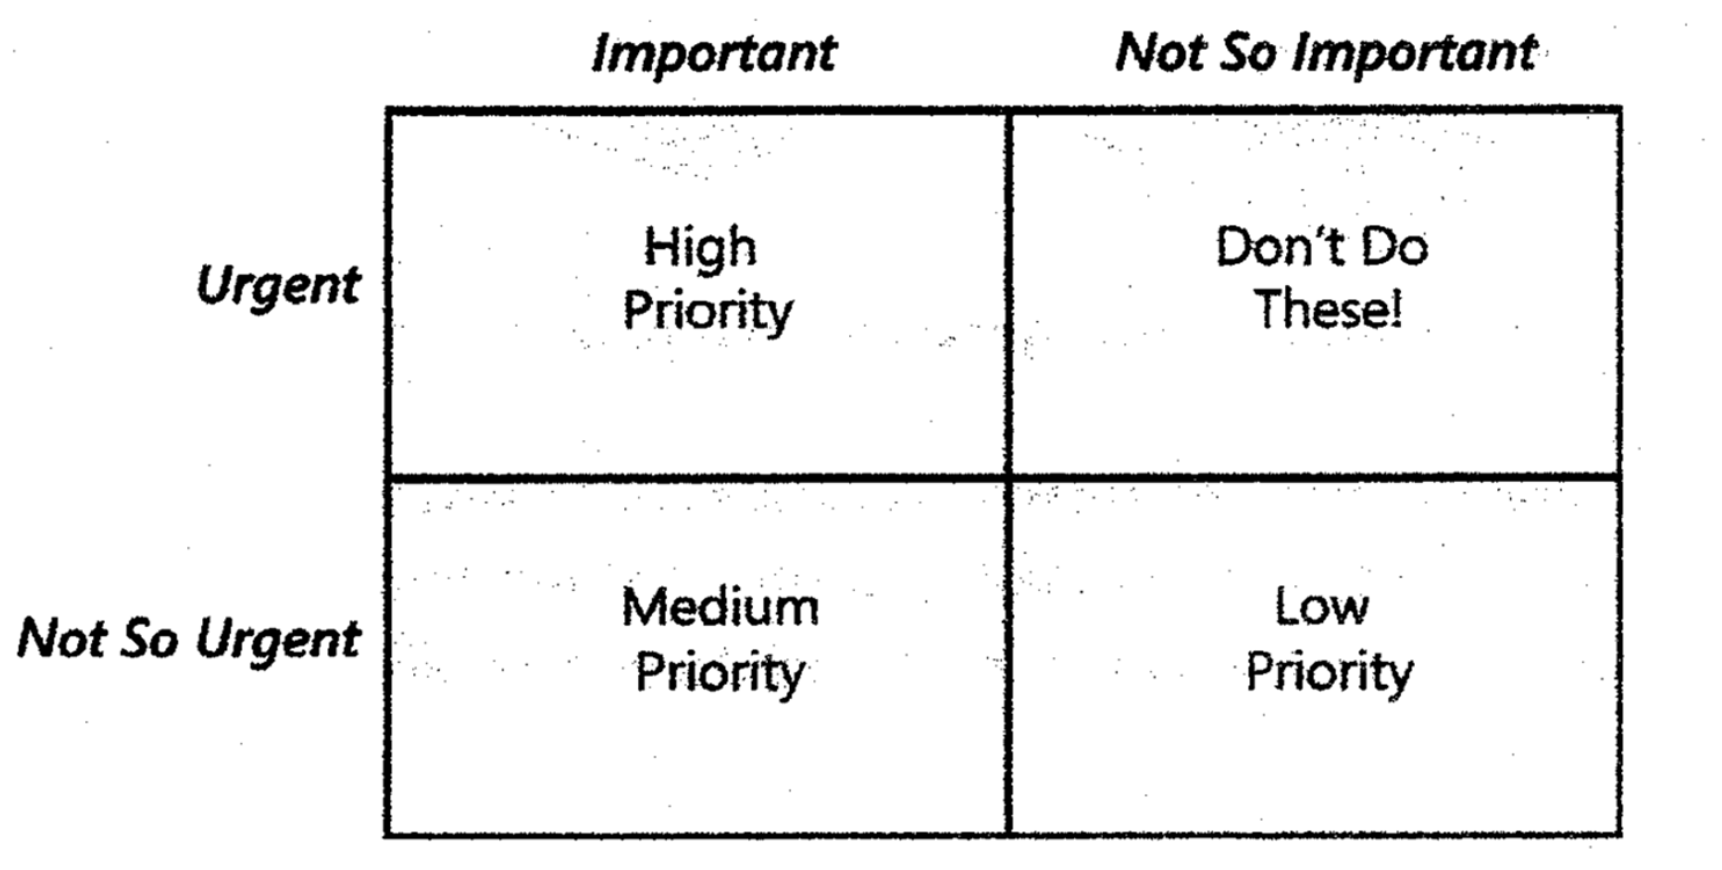 Important
Not So Important
Urgent
High
Priority
Don't Do
These!
Not So Urgent
Medium
Priority
Low
Priority